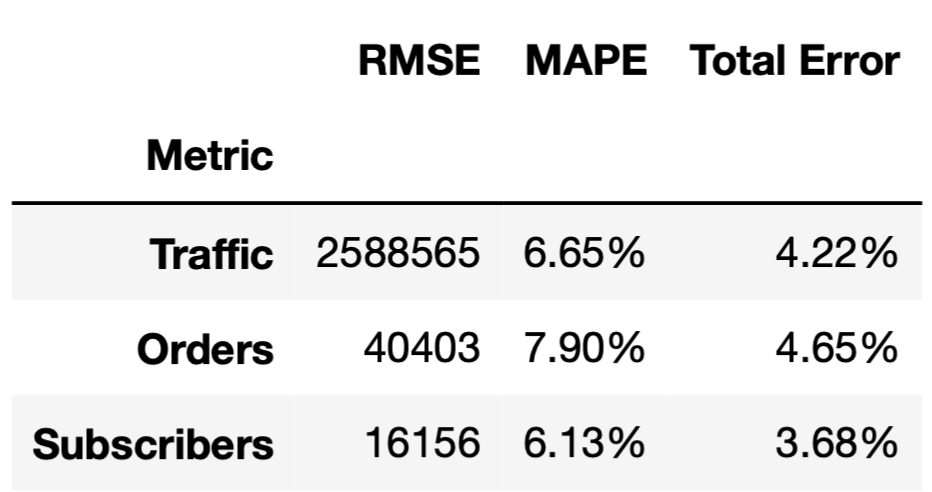 RMSE MAPE Total Error
Metric
Traffic 2588565 6.65% 4.22%
Orders 40403 7.90% 4.65%
Subscribers 16156 6.13% 3.68%